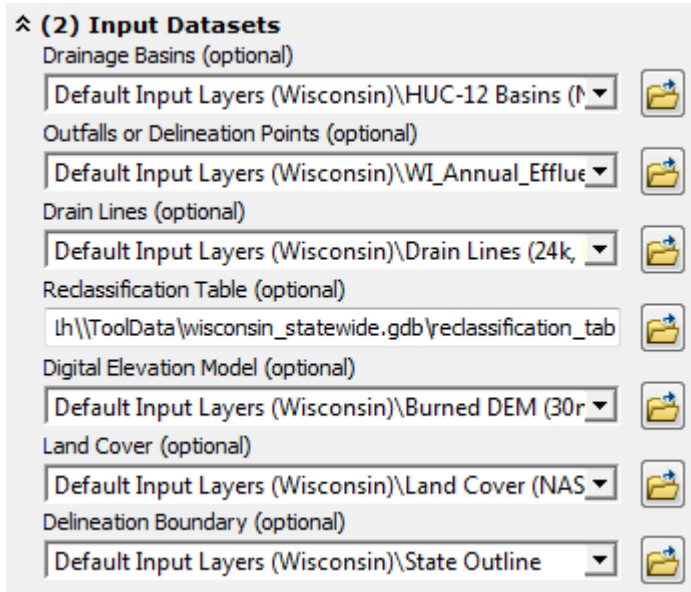 (2) Input Datasets
Drainage Basins (optional)
Default Input Layers (Wisconsin)\HUC-12 Basins (
Outfalls or Delineation Points (optional)
Default Input Layers (Wisconsin)\WI_Annual_Efflue
Drain Lines (optional)
Default Input Layers (Wisconsin)\Drain Lines (24k,
Reclassification Table (optional)
\\ToolData\wisconsin_statewide.gdb\reclassification_tab
Digital Elevation Model (optional)
Default Input Layers (Wisconsin)\Burned DEM (30
Land Cover (optional)
Default Input Layers (Wisconsin)\Land Cover (NAS
Delineation Boundary (optional)
Default Input Layers (Wisconsin)\State Outline